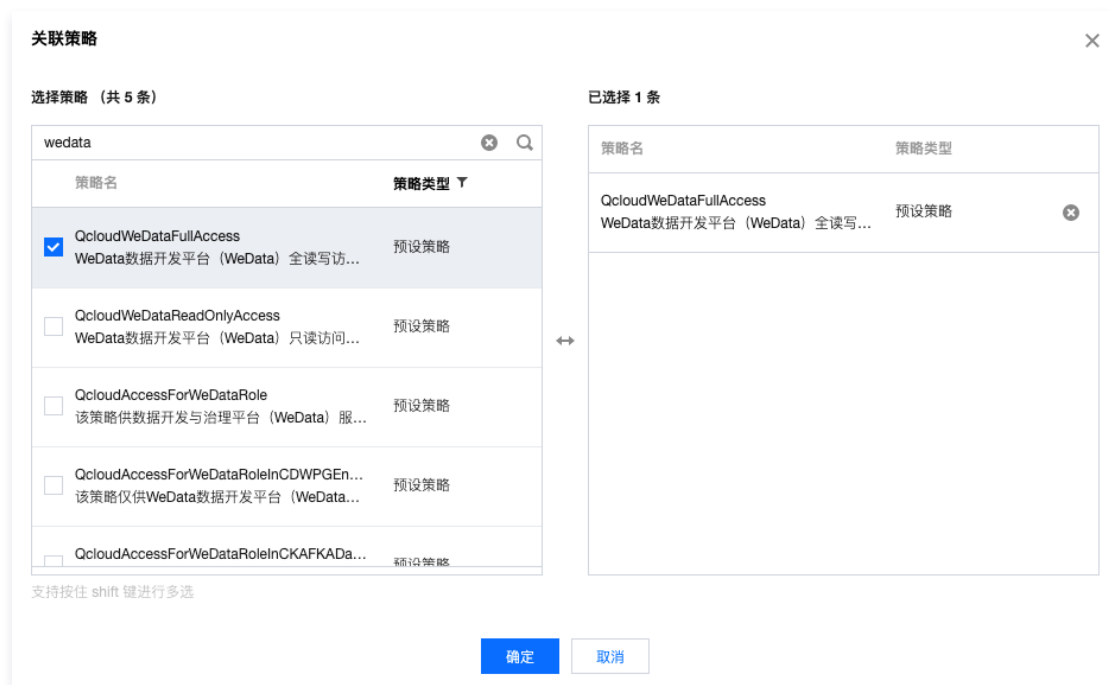 关联策略
选择策略 （共 5 条）
已选择 1 条
wedata
策略名
策略类型
策略名
策略类型
QcloudWeDataFullAccess
WeData数据开发平台（WeData）全读写访...
预设策略
QcloudWeDataReadOnlyAccess
WeData数据开发平台（WeData）只读访问...
预设策略
QcloudAccessForWeDataRole
该策略供数据开发与治理平台（WeData）服...
预设策略
QcloudAccessForWeDataRoleInCDWPGEn...
该策略仅供WeData数据开发平台（WeData...
预设策略
QcloudAccessForWeDataRoleInCKAFKADa...
预设策略
QcloudWeDataFullAccess
WeData数据开发平台（WeData）全读写...
预设策略
支持按住 shift 键进行多选
确定
取消